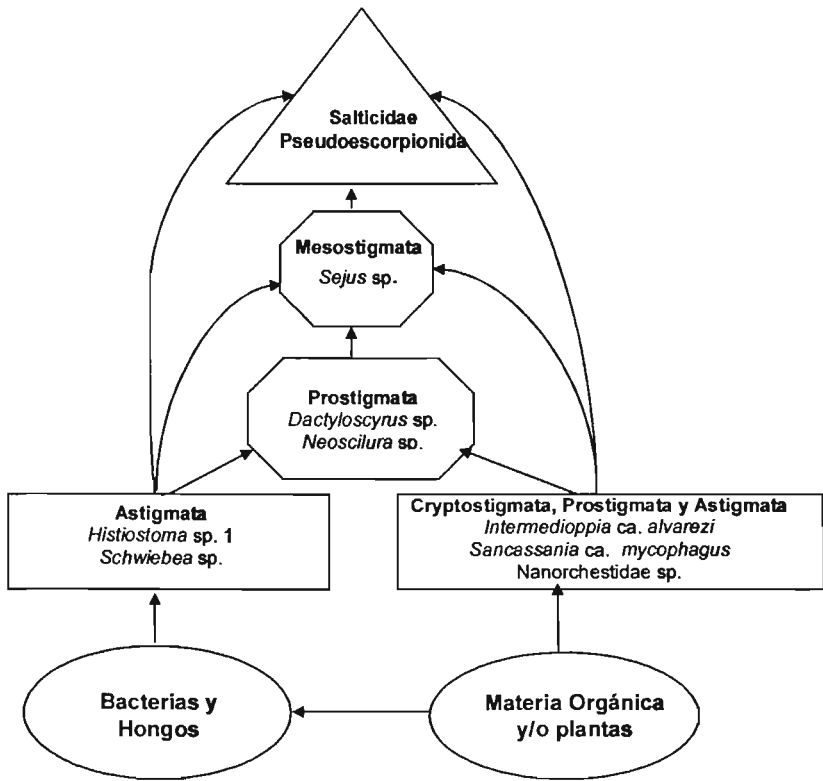 Salticidae
Pseudoescorpionida
Mesostigmata
Sejus sp.
Prostigmata
Dactyloscyrus sp.
Neoscilura sp.
Astigmata
Histiostoma sp. 1
Schwiebea sp.
Cryptostigmata, Prostigmata y Astigmata
Intermedioppia ca. alvarezi
Sancassania ca. mycophagus
Nanorchestidae sp.
Bacterias y
Hongos
Materia Orgánica
y/o plantas